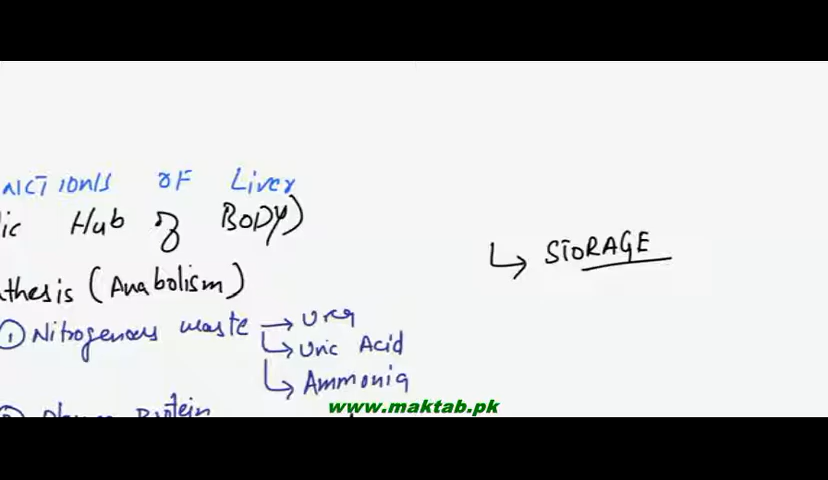 NCTIONS OF Liver
ic Hub of BODY)
↳ STORAGE
thesis (Anabolism)
① Nitrogenous waste → Urea
↳ Uric Acid
↳ Ammonia
Protein
www.maktab.pk